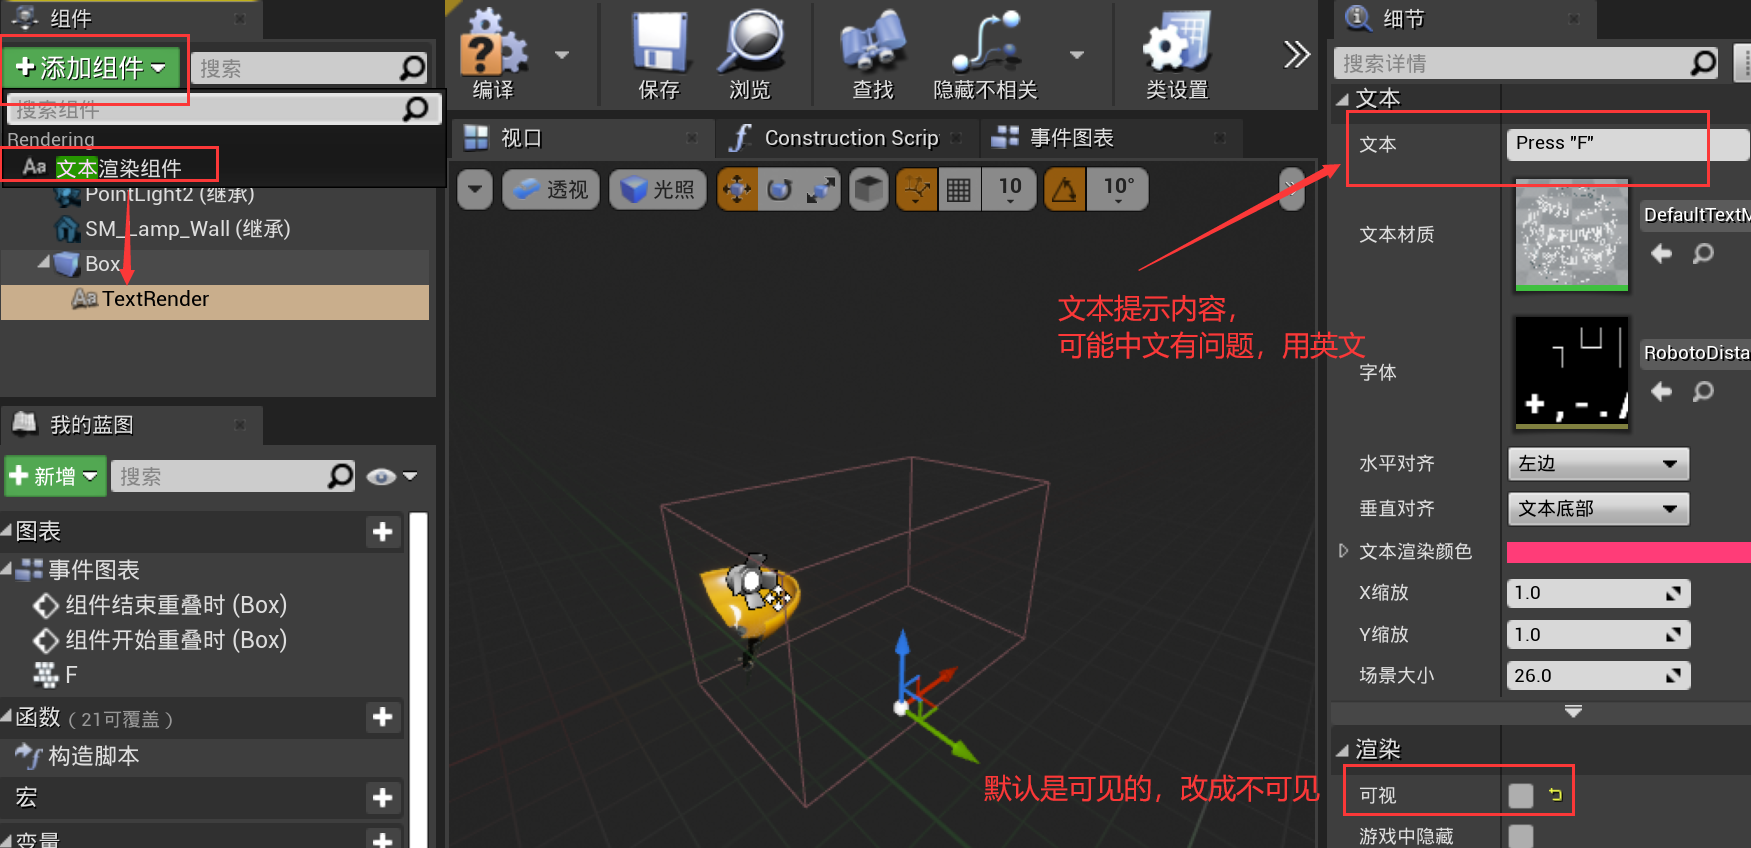 组件
添加组件
搜索
搜索组件
Rendering
Aa 文本渲染组件
PointLight2 (继承)
SM_Lamp_Wall (继承)
Box
Aa TextRender
我的蓝图
新增
搜索
图表
事件图表
组件结束重叠时 (Box)
组件开始重叠时 (Box)
F
函数 (21可覆盖)
构造脚本
宏
变量
编译
保存
浏览
查找
隐藏不相关
类设置
视口
Construction Scrip
事件图表
透视
光照
10
10°
文本提示内容，
可能中文有问题，用英文
默认是可见的，改成不可见
细节
搜索详情
文本
文本
Press "F"
文本材质
DefaultTextM
字体
RobotoDista
水平对齐
左边
垂直对齐
文本底部
文本渲染颜色
X缩放
1.0
Y缩放
1.0
场景大小
26.0
渲染
可视
游戏中隐藏